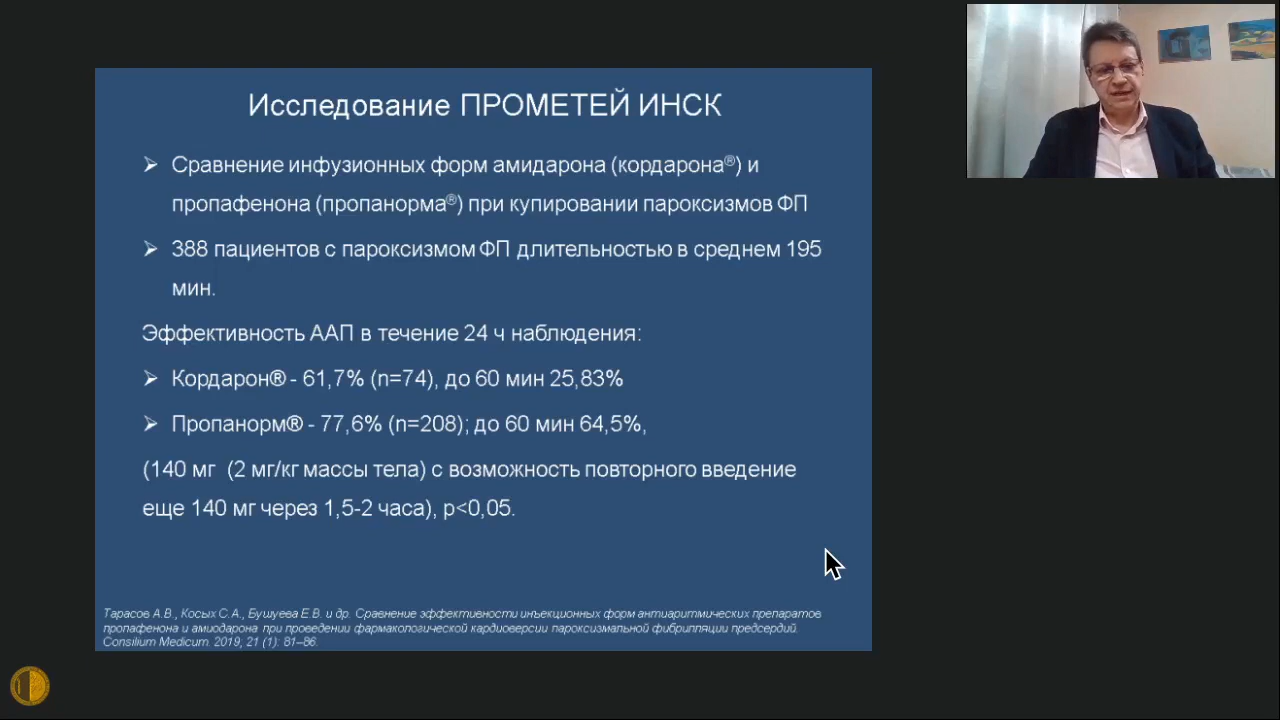 Исследование ПРОМЕТЕЙ ИНСК
➢ Сравнение инфузионных форм амидарона (кордарона®) и
пропафенона (пропанорма®) при купировании пароксизмов ФП
➢ 388 пациентов с пароксизмом ФП длительностью в среднем 195
мин.
Эффективность ААП в течение 24 ч наблюдения:
➢ Кордарон® - 61,7% (n=74), до 60 мин 25,83%
➢ Пропанорм® - 77,6% (n=208); до 60 мин 64,5%,
(140 мг (2 мг/кг массы тела) с возможность повторного введение
еще 140 мг через 1,5-2 часа), p<0,05.
Тарасов А.В., Косых С.А., Бушуева Е.В. и др. Сравнение эффективности инъекционных форм антиаритмических препаратов
пропафенона и амиодарона при проведении фармакологической кардиоверсии пароксизмальной фибрилляции предсердий.
Consilium Medicum. 2019; 21 (1): 81–86.